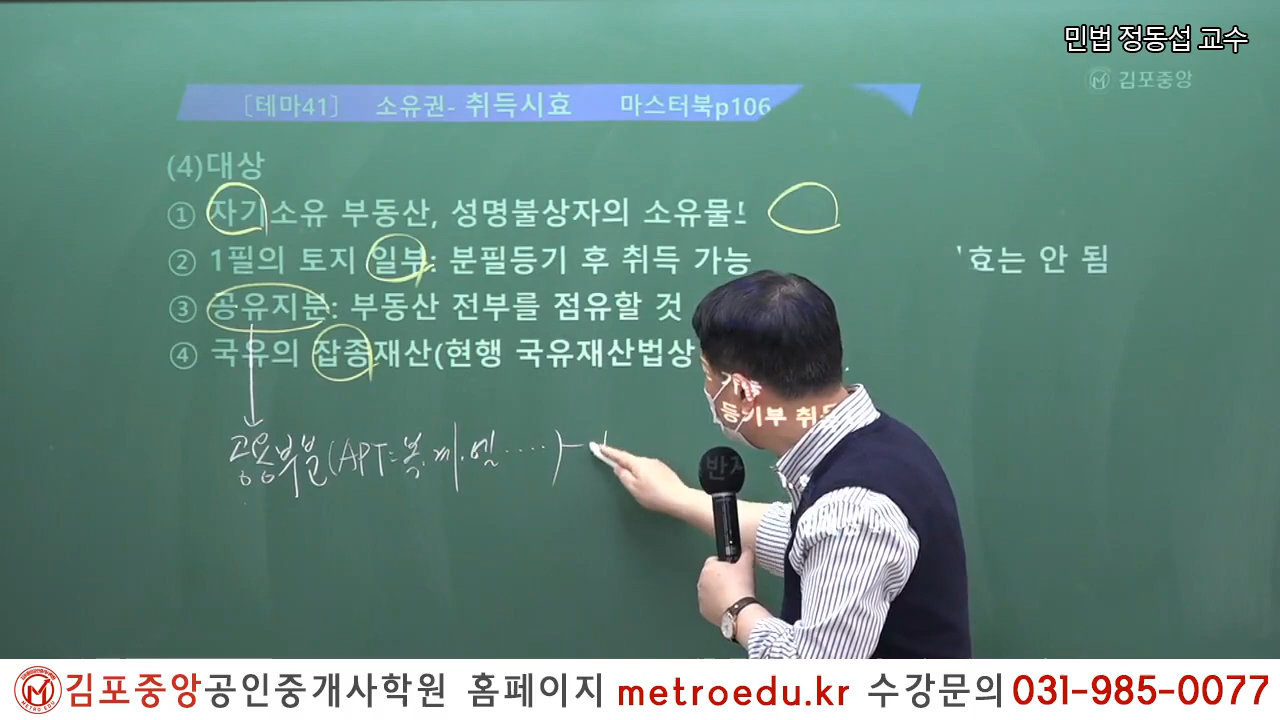 민법 정동섭 교수
김포중앙
[테마41] 소유권- 취득시효 마스터북p106
(4)대상
① 자기소유 부동산, 성명불상자의 소유물
② 1필의 토지 일부: 분필등기 후 취득 가능
효는 안 됨
③ 공유지분: 부동산 전부를 점유할 것
④ 국유의 잡종재산(현행 국유재산법상
등기부 취득
공용부분(APT=복.계.엘.....)
METRO EDU
김포중앙공인중개사학원 홈페이지 metroedu.kr 수강문의 031-985-0077